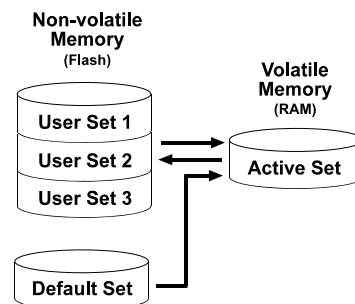 Non-volatile
Memory
(Flash)
User Set 1
User Set 2
User Set 3
Default Set
Volatile
Memory
(RAM)
Active Set